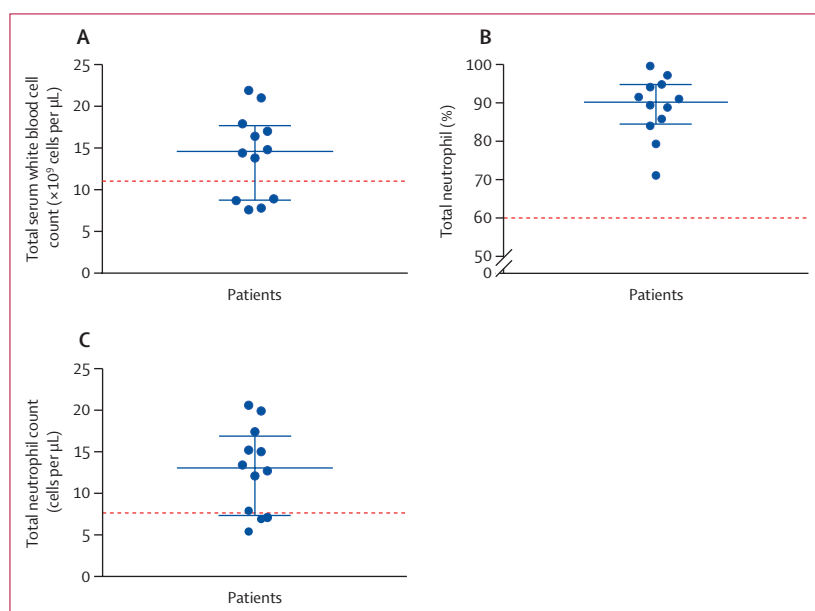 A
Total serum white blood cell
count (×10⁹ cells per μL)
25
20
15
10
5
0
Patients
B
Total neutrophil (%)
100
90
80
70
60
50
0
Patients
C
Total neutrophil count
(cells per μL)
25
20
15
10
5
0
Patients